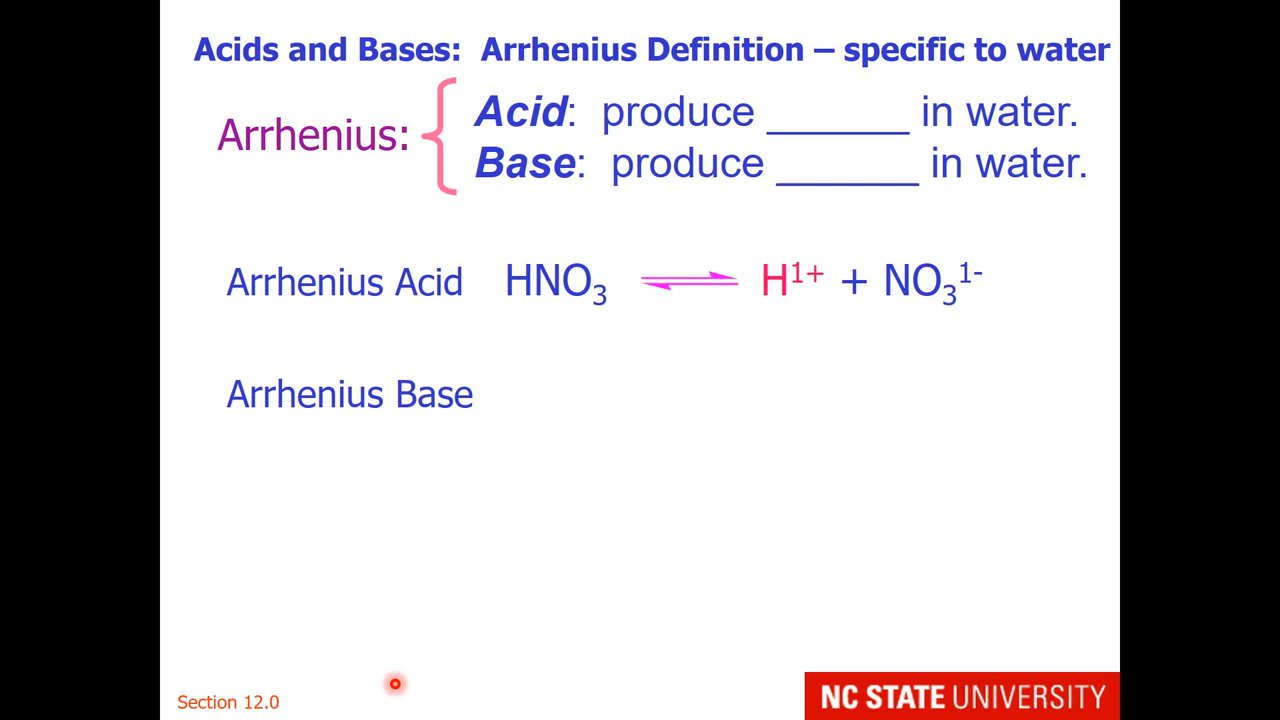 Acids and Bases:  Arrhenius Definition – specific to water
Arrhenius:
Acid:  produce _______ in water.
Base:  produce _______ in water.
Arrhenius Acid   HNO₃ ⇌ H¹⁺ + NO₃¹⁻
Arrhenius Base
Section 12.0
NC STATE UNIVERSITY